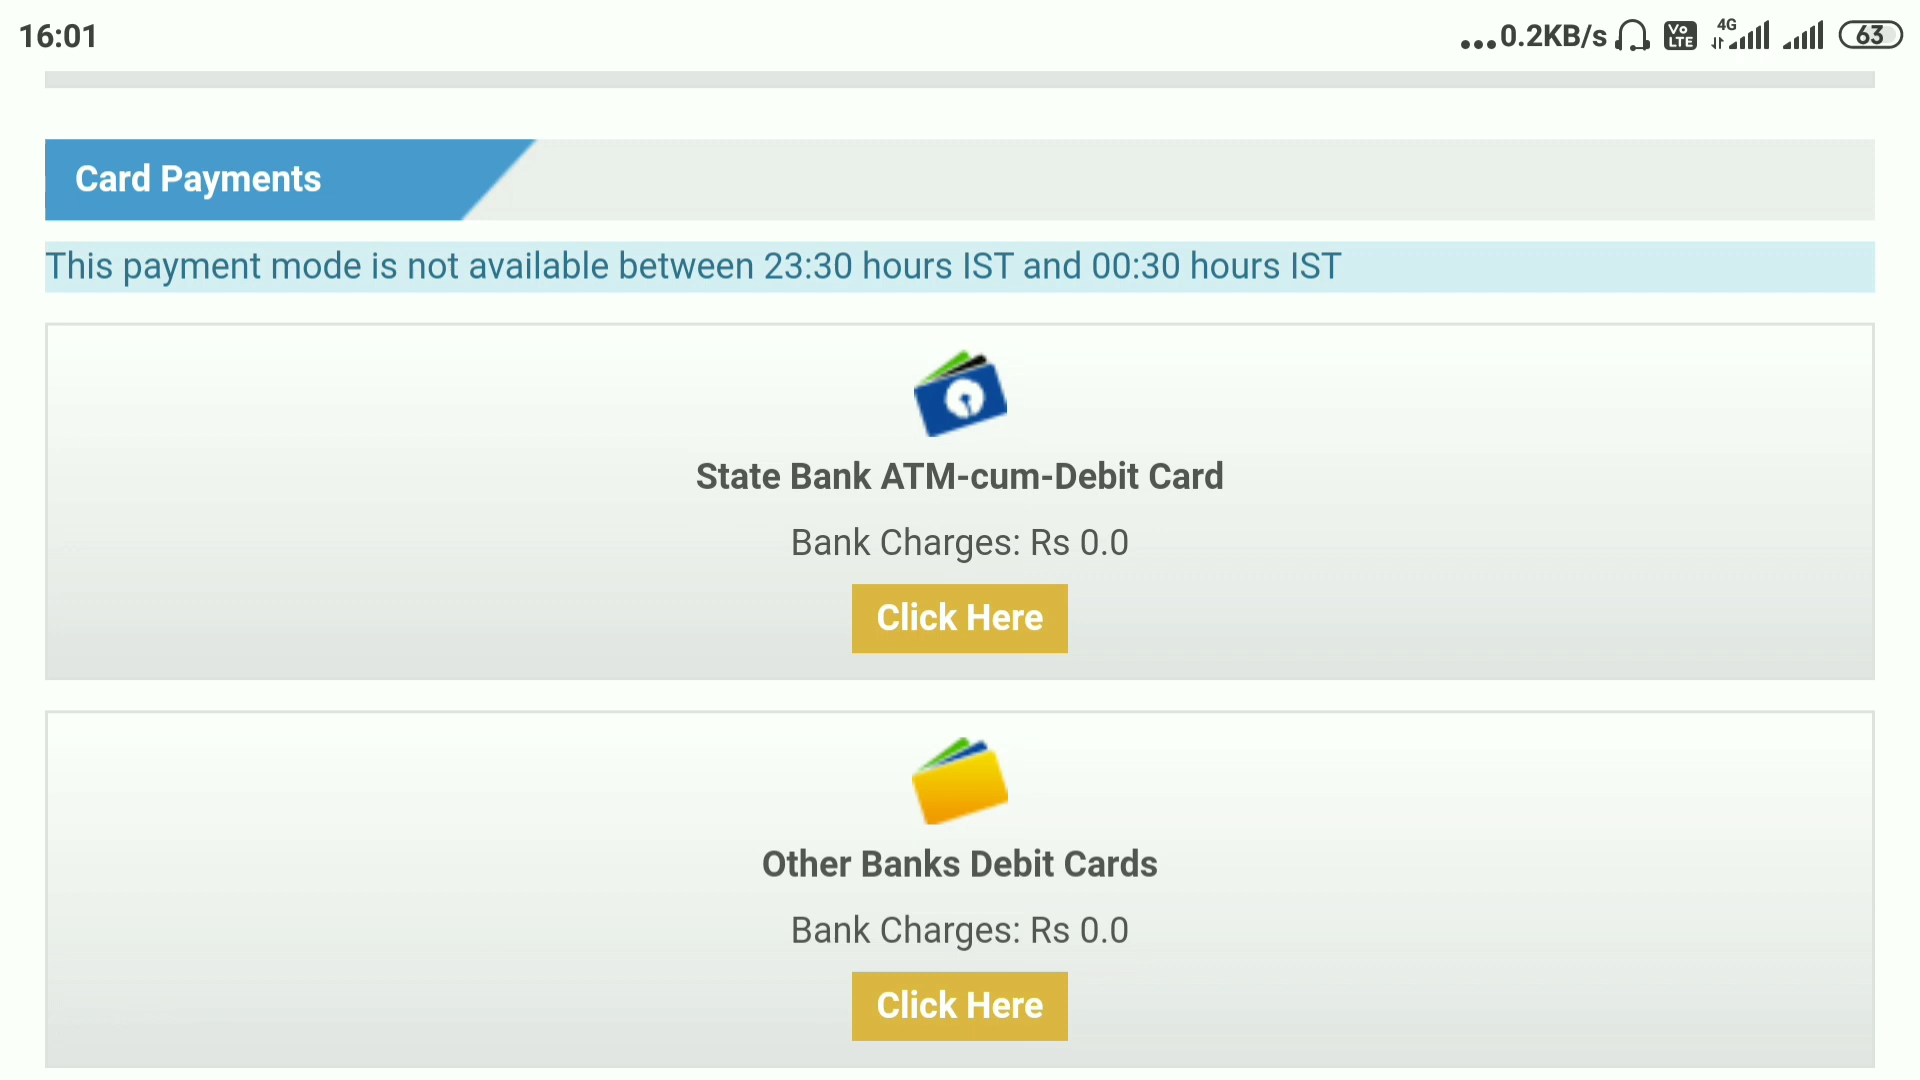 16:01
...0.2KB/s Vo LTE 4G 63
Card Payments
This payment mode is not available between 23:30 hours IST and 00:30 hours IST
State Bank ATM-cum-Debit Card
Bank Charges: Rs 0.0
Click Here
Other Banks Debit Cards
Bank Charges: Rs 0.0
Click Here